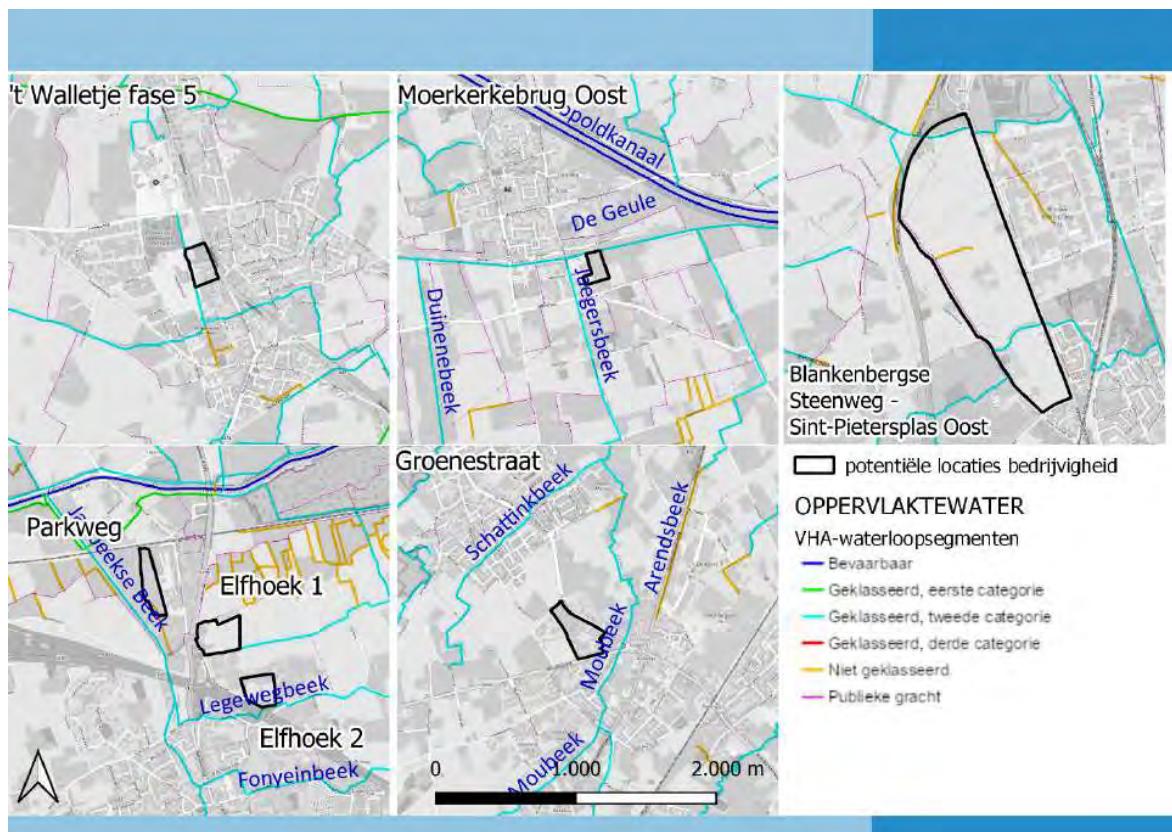 't Walletje fase 5
Moerkerkebrug Oost
opoldkanaal
De Geule
Duinenebeek
Jaegersbeek
Blankenbergse
Steenweg -
Sint-Pietersplas Oost
Parkweg
Elfhoek 1
Legewegbeek
Elfhoek 2
Fonyeinbeek
Groenestraat
Schattinkbeek
Arendsbeek
Moubeek
Moubeek
0 1.000 2.000 m
potentiële locaties bedrijvigheid
OPPERVLAKTEWATER
VHA-waterloopsegmenten
Bevaarbaar
Geklasseerd, eerste categorie
Geklasseerd, tweede categorie
Geklasseerd, derde categorie
Niet geklasseerd
Publieke gracht